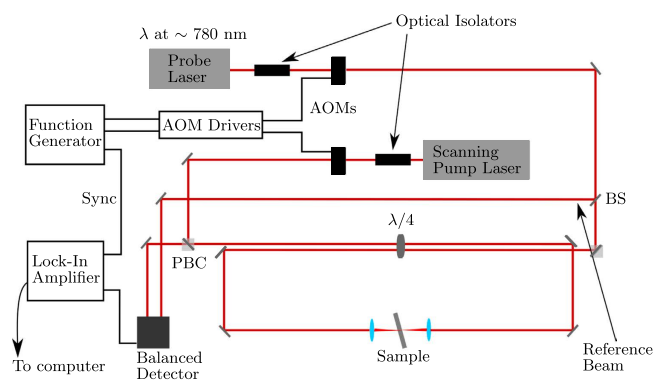 Optical Isolators
λ at ∼ 780 nm
Probe
Laser
AOMs
Function
Generator
AOM Drivers
Scanning
Pump Laser
Sync
BS
λ/4
PBC
Lock-In
Amplifier
To computer
Balanced
Detector
Sample
Reference
Beam